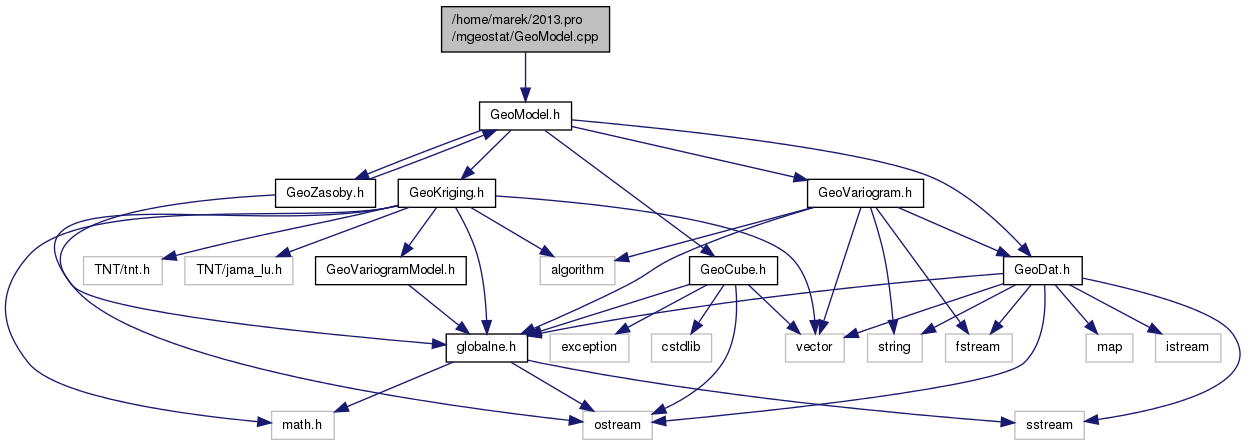 /home/marek/2013.pro
/mgeostat/GeoModel.cpp
GeoModel.h
GeoZasoby.h
GeoKriging.h
GeoVariogram.h
TNT/tnt.h
TNT/jama_lu.h
GeoVariogramModel.h
algorithm
GeoCube.h
GeoDat.h
globalne.h
exception
cstdlib
vector
string
fstream
map
istream
math.h
ostream
sstream